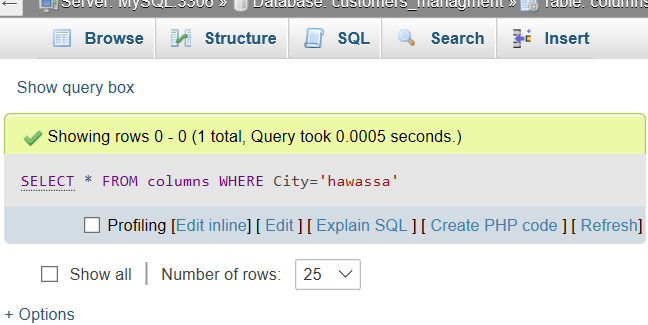 Server: MySQL:3306 » Database: customers_managment » Table: columns
Browse Structure SQL Search Insert
Show query box
Showing rows 0 - 0 (1 total, Query took 0.0005 seconds.)
SELECT * FROM columns WHERE City='hawassa'
Profiling [Edit inline] [ Edit ] [ Explain SQL ] [ Create PHP code ] [ Refresh]
Show all | Number of rows: 25
+ Options